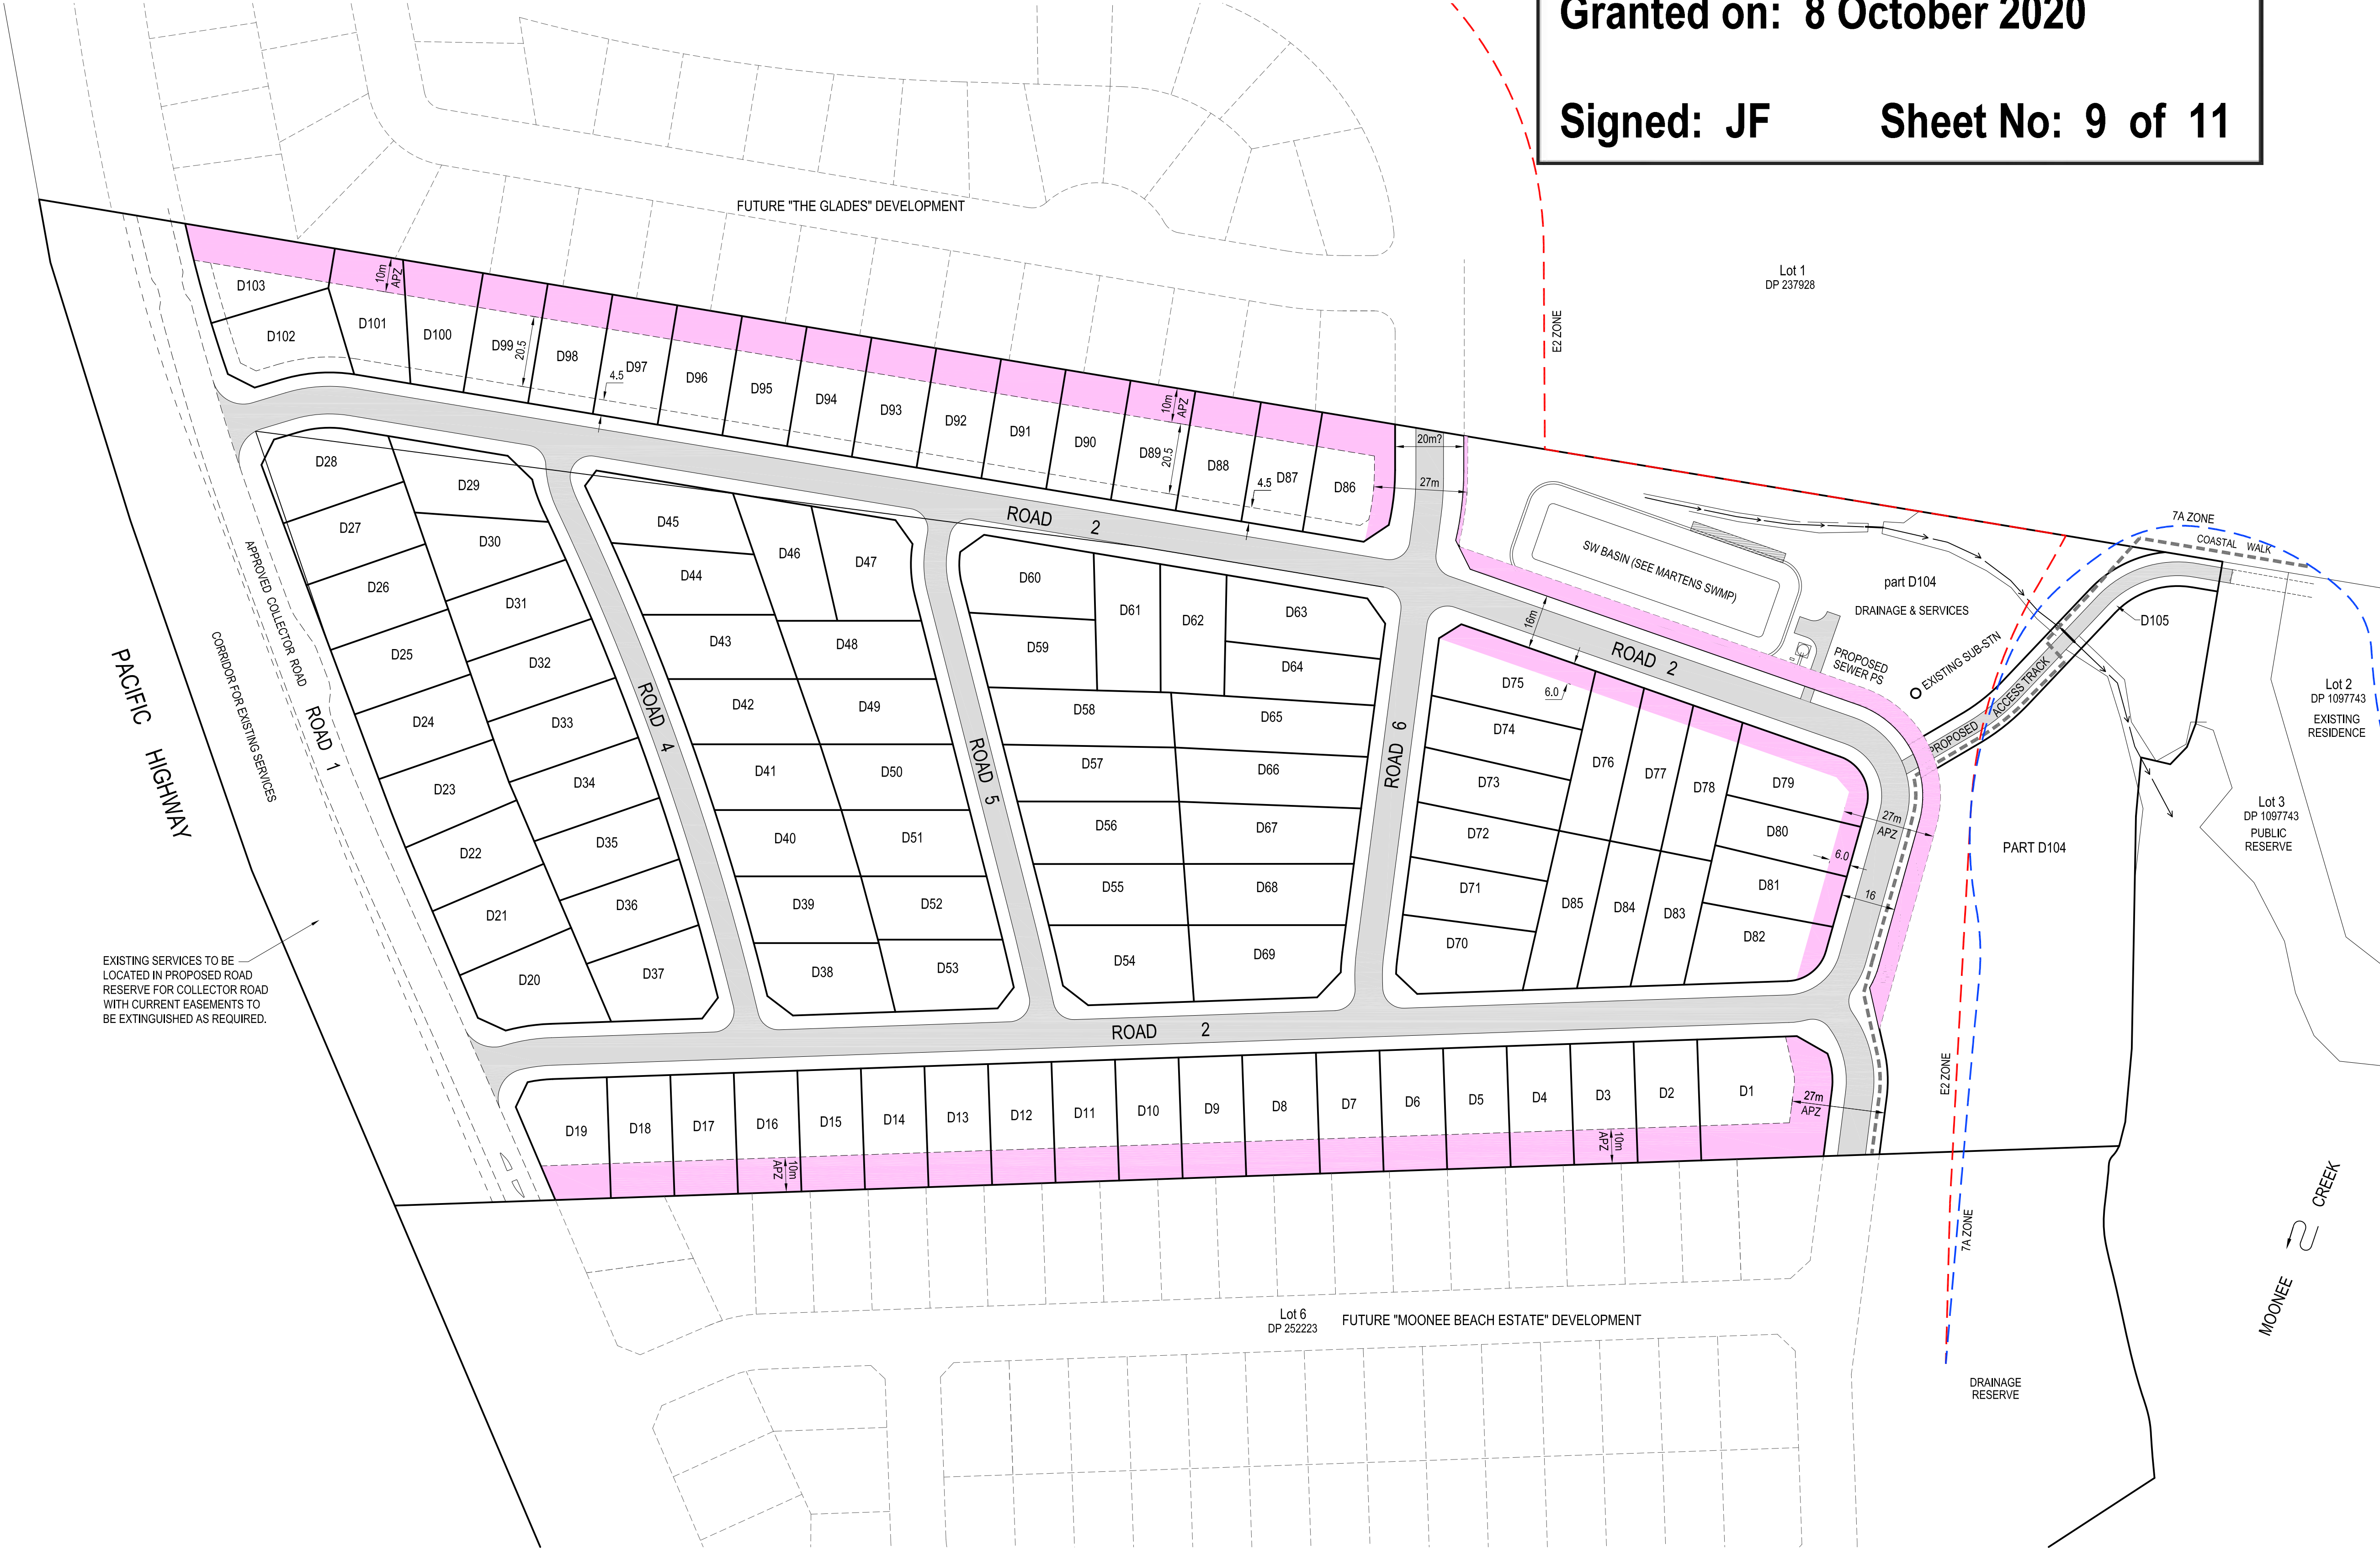 Granted on: 8 October 2020
Signed: JF Sheet No: 9 of 11
FUTURE "THE GLADES" DEVELOPMENT
Lot 1
DP 237928
E2 ZONE
D103
D102
10m
APZ
D101
D100
D99
20.5
D98
4.5
D97
D96
D95
D94
D93
D92
D91
D90
10m
APZ
D89
20.5
D88
4.5
D87
D86
20m?
27m
ROAD 2
SW BASIN (SEE MARTENS SWMP)
part D104
DRAINAGE & SERVICES
7A ZONE
COASTAL WALK
D105
PROPOSED
SEWER PS
EXISTING SUB-STN
PROPOSED ACCESS TRACK
Lot 2
DP 1097743
EXISTING
RESIDENCE
Lot 3
DP 1097743
PUBLIC
RESERVE
PART D104
PACIFIC HIGHWAY
CORRIDOR FOR EXISTING SERVICES
APPROVED COLLECTOR ROAD
ROAD 1
D28
D27
D26
D25
D24
D23
D22
D21
D20
D29
D30
D31
D32
D33
D34
D35
D36
D37
ROAD 4
D45
D44
D43
D42
D41
D40
D39
D38
D46
D47
D48
D49
D50
D51
D52
D53
ROAD 5
D60
D59
D58
D57
D56
D55
D54
D61
D62
D63
D64
D65
D66
D67
D68
D69
ROAD 6
16m
ROAD 2
D75
6.0
D74
D73
D72
D71
D70
D76
D77
D78
D79
D80
D81
D82
D85
D84
D83
27m
APZ
6.0
16
EXISTING SERVICES TO BE
LOCATED IN PROPOSED ROAD
RESERVE FOR COLLECTOR ROAD
WITH CURRENT EASEMENTS TO
BE EXTINGUISHED AS REQUIRED.
ROAD 2
D19
D18
D17
D16
D15
D14
D13
D12
D11
D10
D9
D8
D7
D6
D5
D4
D3
D2
D1
10m
APZ
10m
APZ
27m
APZ
E2 ZONE
7A ZONE
Lot 6
DP 252223
FUTURE "MOONEE BEACH ESTATE" DEVELOPMENT
DRAINAGE
RESERVE
MOONEE CREEK